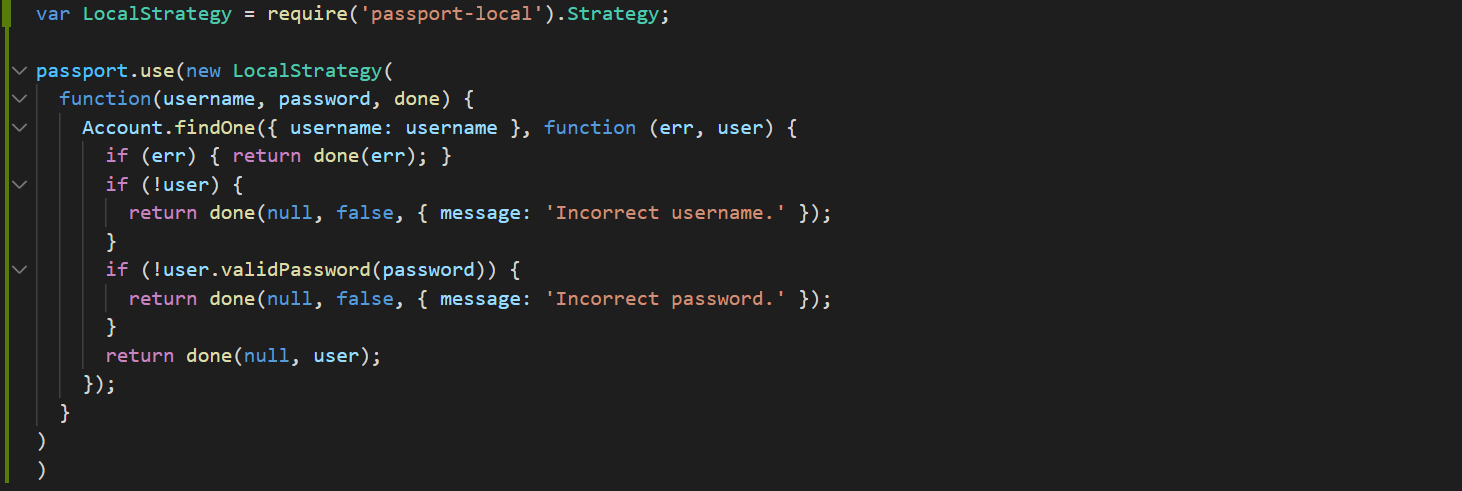 var LocalStrategy = require('passport-local').Strategy;

passport.use(new LocalStrategy(
  function(username, password, done) {
    Account.findOne({ username: username }, function (err, user) {
      if (err) { return done(err); }
      if (!user) {
        return done(null, false, { message: 'Incorrect username.' });
      }
      if (!user.validPassword(password)) {
        return done(null, false, { message: 'Incorrect password.' });
      }
      return done(null, user);
    });
  }
)
)